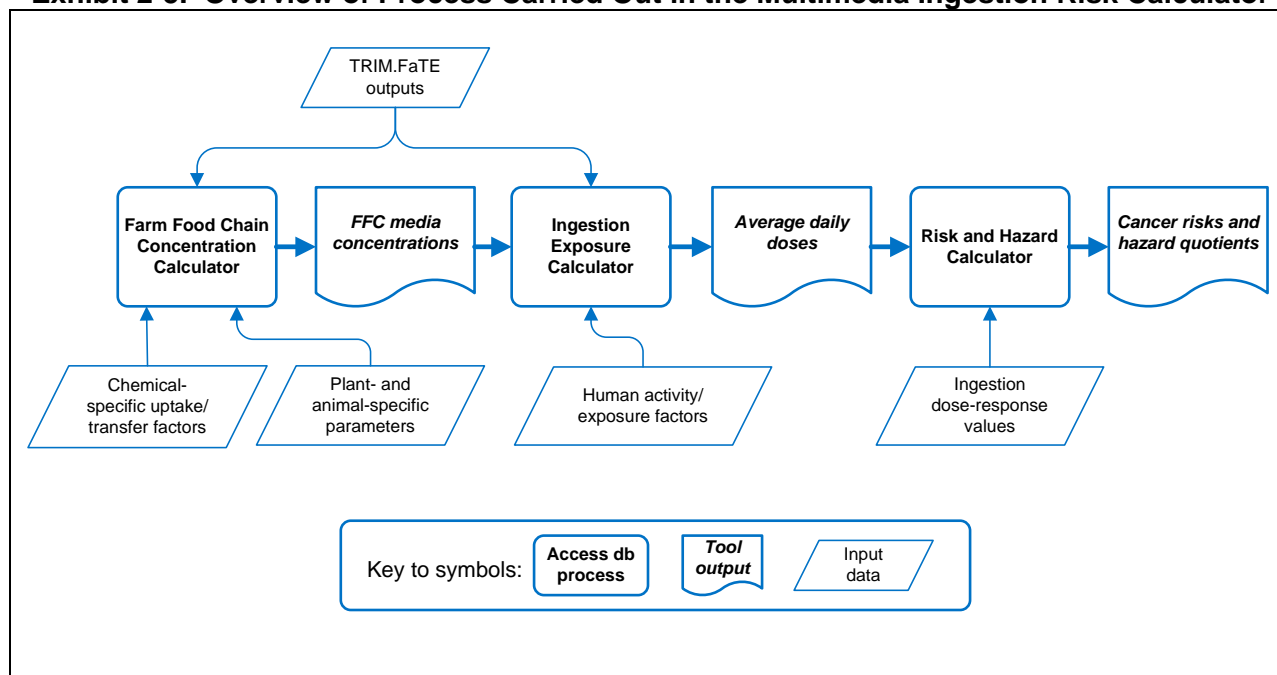 Exhibit 2-3. Overview of Process Carried Out in the Multimedia Ingestion Risk Calculator
TRIM.FaTE
outputs
Farm Food Chain
Concentration
Calculator
FFC media
concentrations
Ingestion
Exposure
Calculator
Average daily
doses
Risk and Hazard
Calculator
Cancer risks and
hazard quotients
Chemical-
specific uptake/
transfer factors
Plant- and
animal-specific
parameters
Human activity/
exposure factors
Ingestion
dose-response
values
Key to symbols:
Access db
process
Tool
output
Input
data